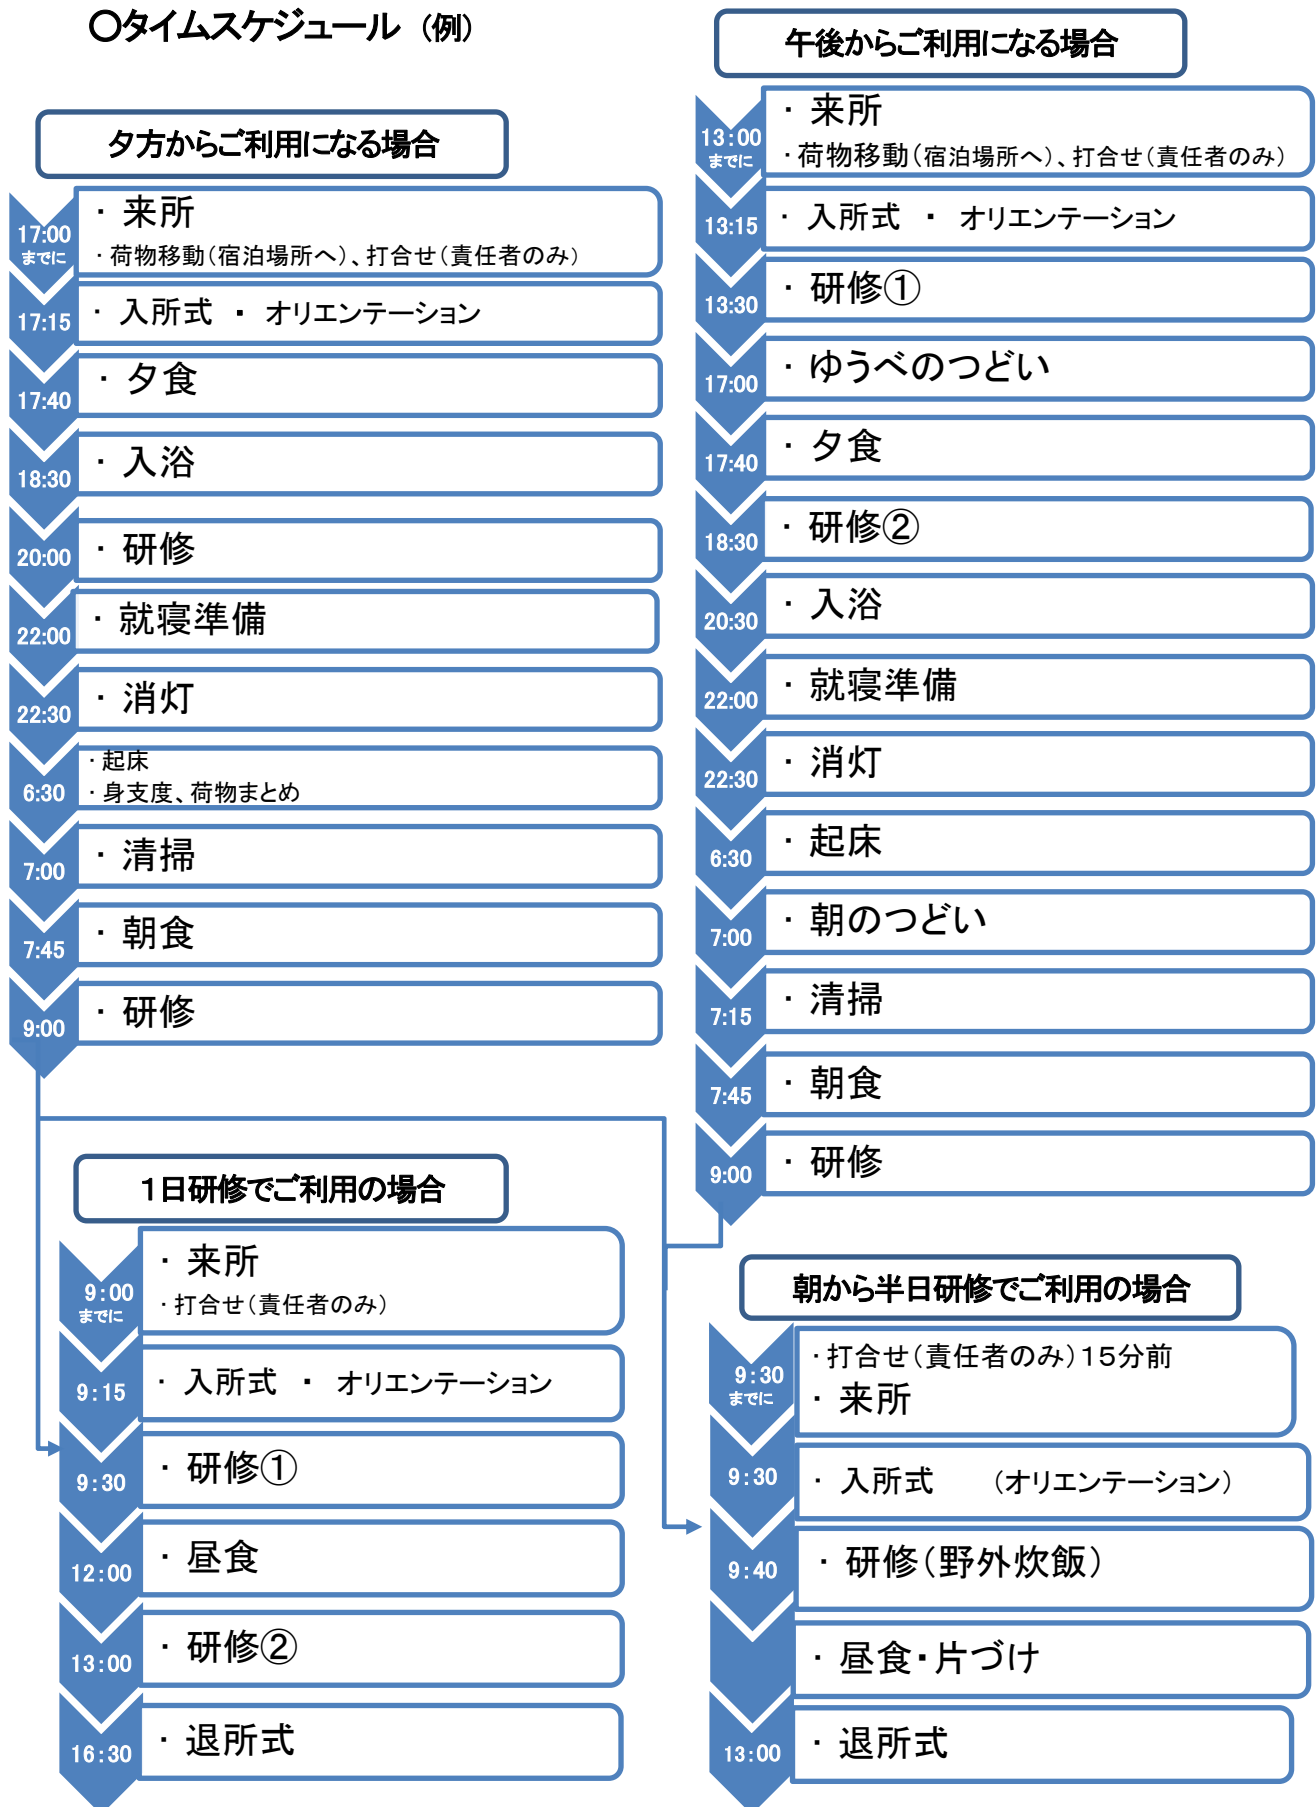 〇タイムスケジュール （例）
夕方からご利用になる場合
17:00
までに
・ 来所
・荷物移動（宿泊場所へ）、打合せ（責任者のみ）
17:15
・ 入所式 ・ オリエンテーション
17:40
・ 夕食
18:30
・ 入浴
20:00
・ 研修
22:00
・ 就寝準備
22:30
・ 消灯
6:30
・起床
・身支度、荷物まとめ
7:00
・ 清掃
7:45
・ 朝食
9:00
・ 研修
午後からご利用になる場合
13:00
までに
・ 来所
・荷物移動（宿泊場所へ）、打合せ（責任者のみ）
13:15
・ 入所式 ・ オリエンテーション
13:30
・ 研修①
17:00
・ ゆうべのつどい
17:40
・ 夕食
18:30
・ 研修②
20:30
・ 入浴
22:00
・ 就寝準備
22:30
・ 消灯
6:30
・ 起床
7:00
・ 朝のつどい
7:15
・ 清掃
7:45
・ 朝食
9:00
・ 研修
1日研修でご利用の場合
9:00
までに
・ 来所
・打合せ（責任者のみ）
9:15
・ 入所式 ・ オリエンテーション
9:30
・ 研修①
12:00
・ 昼食
13:00
・ 研修②
16:30
・ 退所式
朝から半日研修でご利用の場合
9:30
までに
・打合せ（責任者のみ）15分前
・ 来所
9:30
・ 入所式 （オリエンテーション）
9:40
・ 研修（野外炊飯）
・ 昼食・片づけ
13:00
・ 退所式